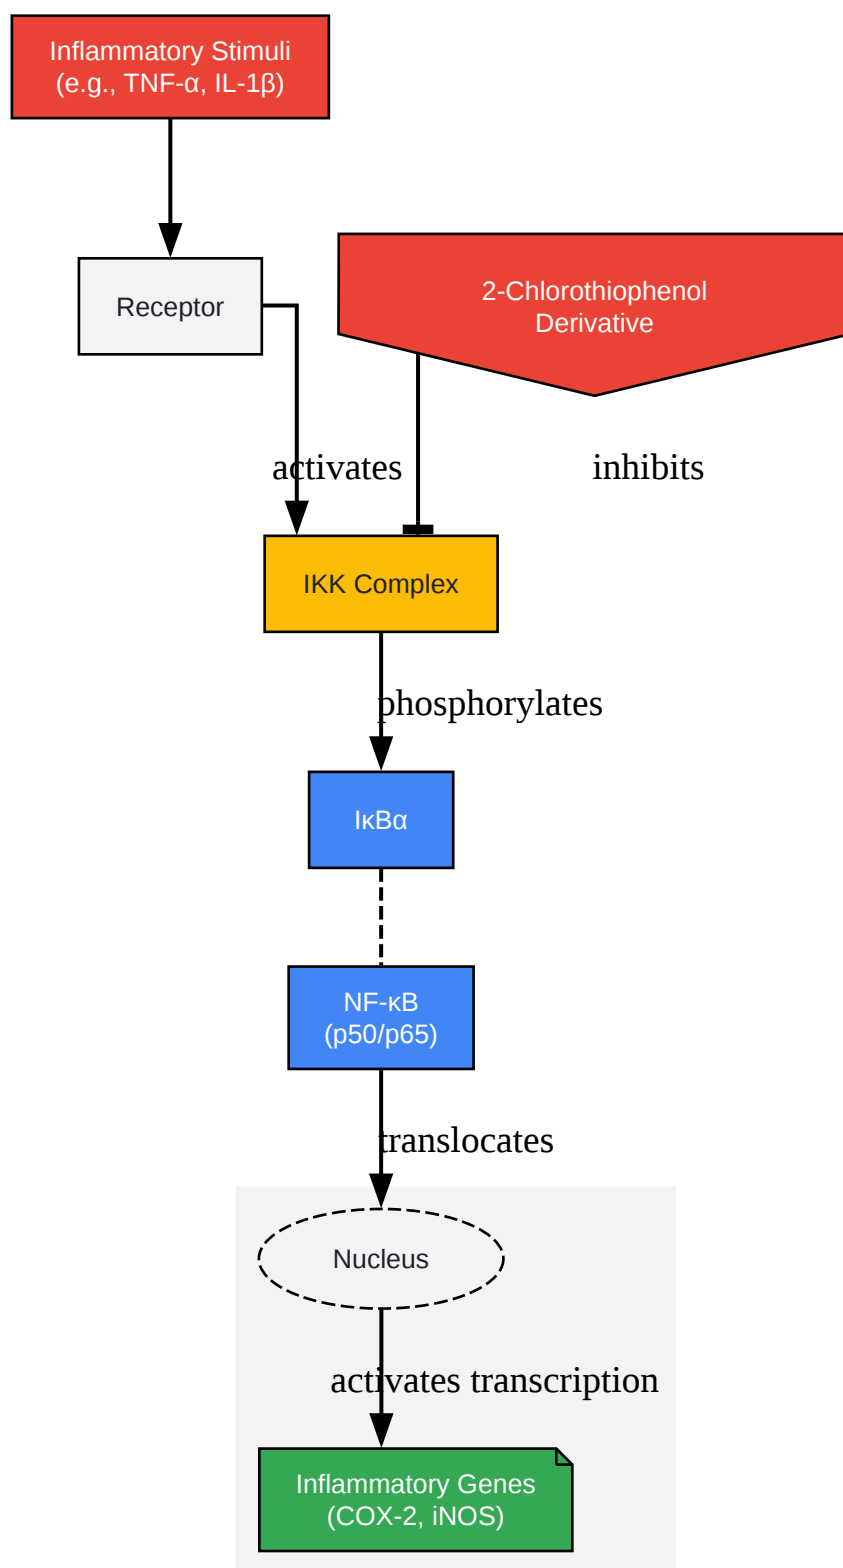 Inflammatory Stimuli
(e.g., TNF-α, IL-1β)
Receptor
2-Chlorothiophenol
Derivative
activates
inhibits
IKK Complex
phosphorylates
IκBα
NF-κB
(p50/p65)
translocates
Nucleus
activates transcription
Inflammatory Genes
(COX-2, iNOS)